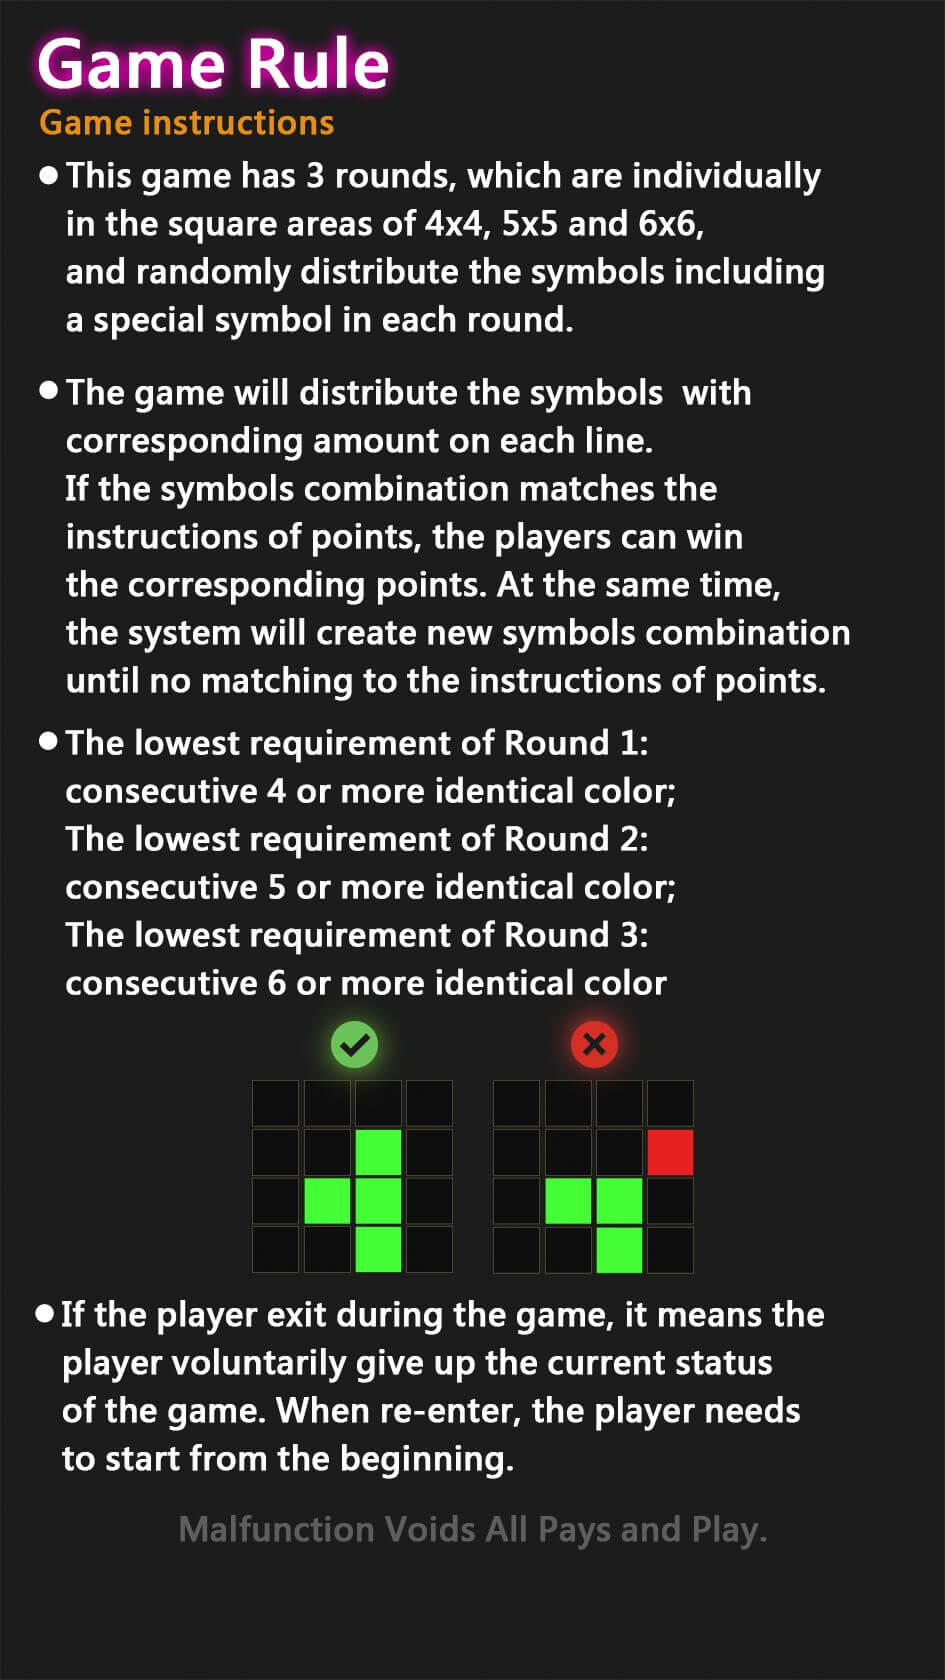 Game Rule
Game instructions
● This game has 3 rounds, which are individually
in the square areas of 4x4, 5x5 and 6x6,
and randomly distribute the symbols including
a special symbol in each round.
● The game will distribute the symbols  with
corresponding amount on each line.
If the symbols combination matches the
instructions of points, the players can win
the corresponding points. At the same time,
the system will create new symbols combination
until no matching to the instructions of points.
● The lowest requirement of Round 1:
consecutive 4 or more identical color;
The lowest requirement of Round 2:
consecutive 5 or more identical color;
The lowest requirement of Round 3:
consecutive 6 or more identical color
● If the player exit during the game, it means the
player voluntarily give up the current status
of the game. When re-enter, the player needs
to start from the beginning.
Malfunction Voids All Pays and Play.